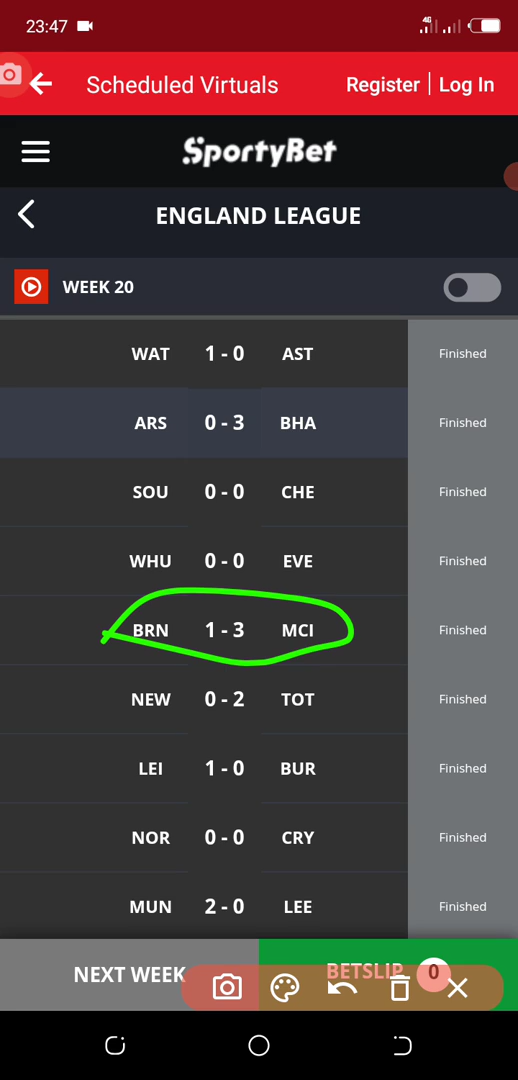 23:47 4G
Scheduled Virtuals Register | Log In
SportyBet
ENGLAND LEAGUE
WEEK 20
WAT 1 - 0 AST Finished
ARS 0 - 3 BHA Finished
SOU 0 - 0 CHE Finished
WHU 0 - 0 EVE Finished
BRN 1 - 3 MCI Finished
NEW 0 - 2 TOT Finished
LEI 1 - 0 BUR Finished
NOR 0 - 0 CRY Finished
MUN 2 - 0 LEE Finished
NEXT WEEK BETSLIP 0